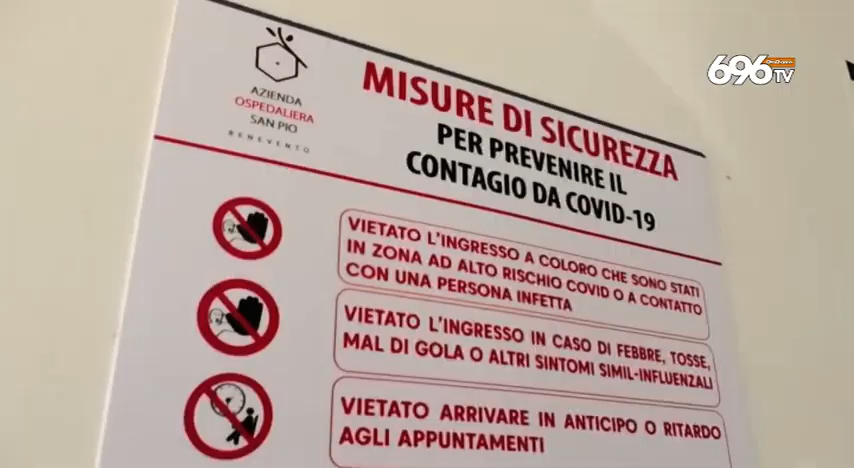 696 TV
AZIENDA
OSPEDALIERA
SAN PIO
BENEVENTO
MISURE DI SICUREZZA
PER PREVENIRE IL
CONTAGIO DA COVID-19
VIETATO L'INGRESSO A COLORO CHE SONO STATI
IN ZONA AD ALTO RISCHIO COVID O A CONTATTO
CON UNA PERSONA INFETTA
VIETATO L'INGRESSO IN CASO DI FEBBRE, TOSSE,
MAL DI GOLA O ALTRI SINTOMI SIMIL-INFLUENZALI
VIETATO ARRIVARE IN ANTICIPO O RITARDO
AGLI APPUNTAMENTI